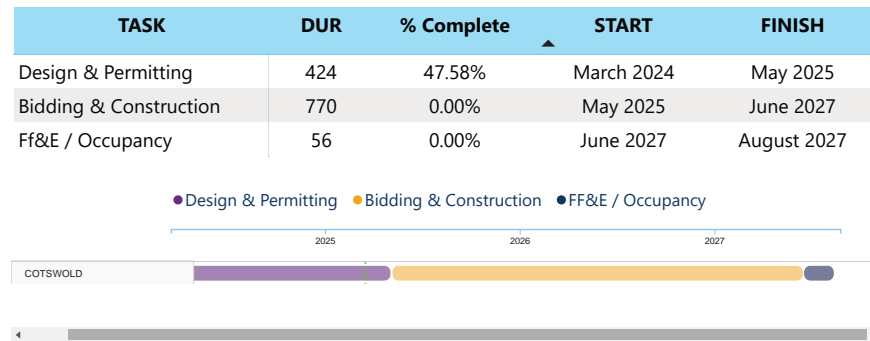 TASK DUR % Complete START FINISH
Design & Permitting 424 47.58% March 2024 May 2025
Bidding & Construction 770 0.00% May 2025 June 2027
Ff&E / Occupancy 56 0.00% June 2027 August 2027
Design & Permitting Bidding & Construction FF&E / Occupancy
2025 2026 2027
COTSWOLD